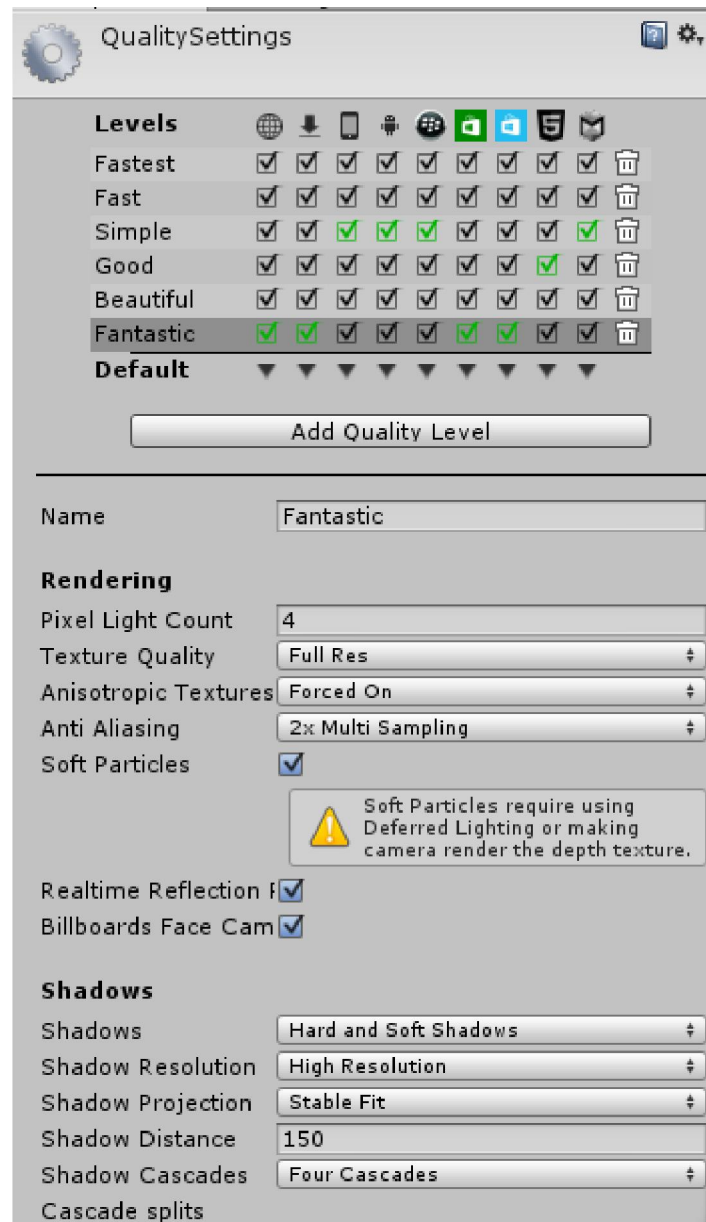 QualitySettings
Levels
Fastest
Fast
Simple
Good
Beautiful
Fantastic
Default
Add Quality Level
Name Fantastic
Rendering
Pixel Light Count 4
Texture Quality Full Res
Anisotropic Textures Forced On
Anti Aliasing 2x Multi Sampling
Soft Particles
Soft Particles require using
Deferred Lighting or making
camera render the depth texture.
Realtime Reflection
Billboards Face Cam
Shadows
Shadows Hard and Soft Shadows
Shadow Resolution High Resolution
Shadow Projection Stable Fit
Shadow Distance 150
Shadow Cascades Four Cascades
Cascade splits